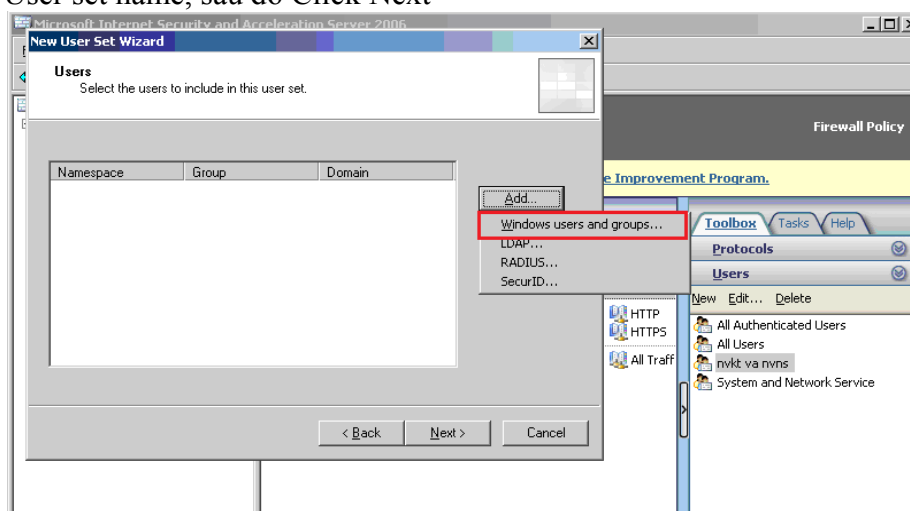 User set name, sau đó Click Next
Microsoft Internet Security and Acceleration Server 2006
New User Set Wizard
Users
Select the users to include in this user set.
Firewall Policy
Namespace Group Domain
e Improvement Program.
Add...
Windows users and groups...
LDAP...
RADIUS...
SecurID...
Toolbox Tasks Help
Protocols
Users
New Edit... Delete
HTTP
HTTPS
All Traff
All Authenticated Users
All Users
nvkt va nvns
System and Network Service
< Back Next > Cancel